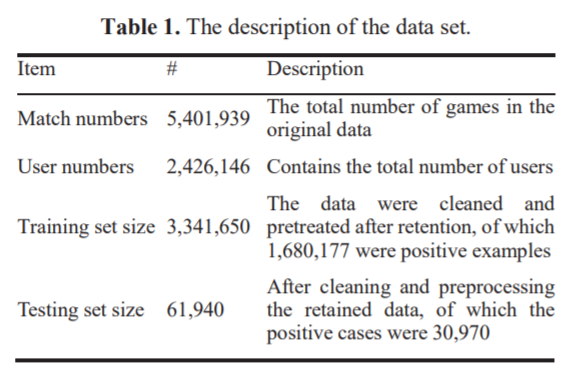 Table 1. The description of the data set.
Item # Description
Match numbers 5,401,939 The total number of games in the
original data
User numbers 2,426,146 Contains the total number of users
The data were cleaned and
Training set size 3,341,650 pretreated after retention, of which
1,680,177 were positive examples
After cleaning and preprocessing
Testing set size 61,940 the retained data, of which the
positive cases were 30,970